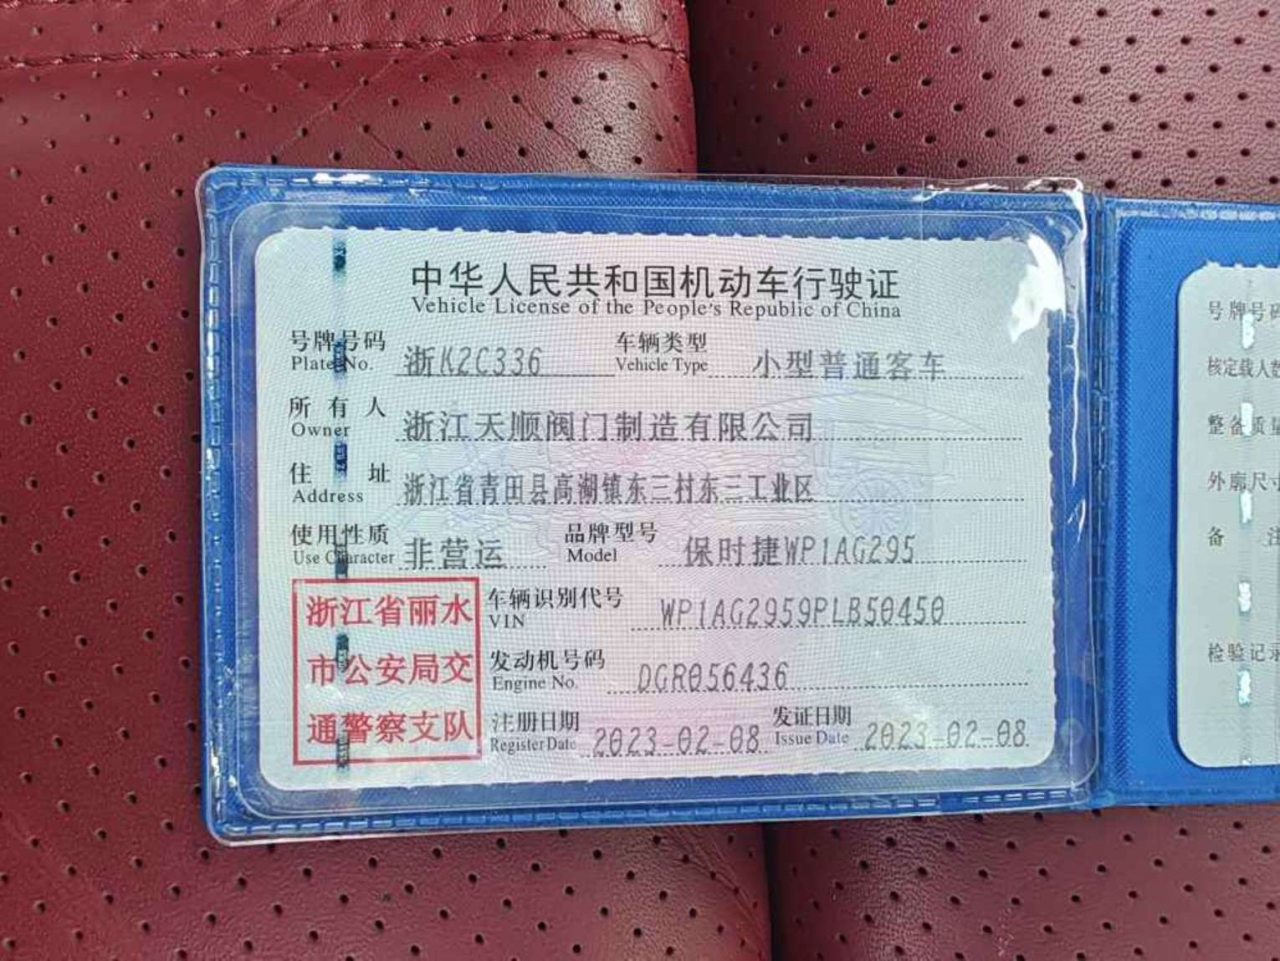 中华人民共和国机动车行驶证
Vehicle License of the People's Republic of China
号牌号码 浙K2C336 车辆类型 小型普通客车
Plate No. Vehicle Type
所有人 浙江天顺阀门制造有限公司
Owner
住址 浙江省青田县高湖镇东三村东三工业区
Address
使用性质 非营运 品牌型号 保时捷WP1AG295
Use Character Model
浙江省丽水
市公安局交
通警察支队
车辆识别代号 WP1AG2959PLB50450
VIN
发动机号码 DGR056436
Engine No.
注册日期 2023-02-08 发证日期 2023-02-08
Register Date Issue Date
号牌号码
核定载人数
整备质量
外廓尺寸
备 注
检验记录